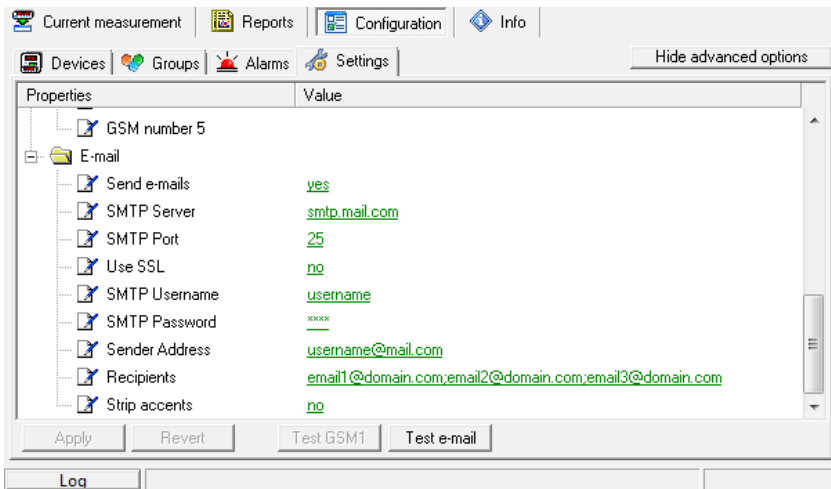 Current measurement Reports Configuration Info
Devices Groups Alarms Settings Hide advanced options
Properties Value
GSM number 5
E-mail
Send e-mails yes
SMTP Server smtp.mail.com
SMTP Port 25
Use SSL no
SMTP Username username
SMTP Password ****
Sender Address username@mail.com
Recipients email1@domain.com;email2@domain.com;email3@domain.com
Strip accents no
Apply Revert Test GSM1 Test e-mail
Log